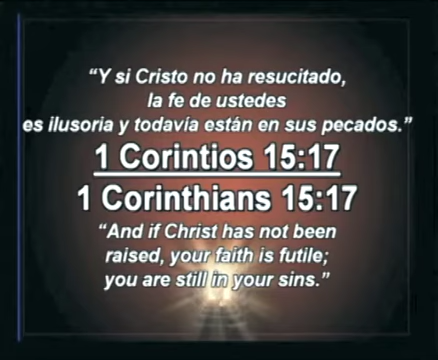 “Y si Cristo no ha resucitado,
la fe de ustedes
es ilusoria y todavía están en sus pecados.”
1 Corintios 15:17
1 Corinthians 15:17
“And if Christ has not been
raised, your faith is futile;
you are still in your sins.”